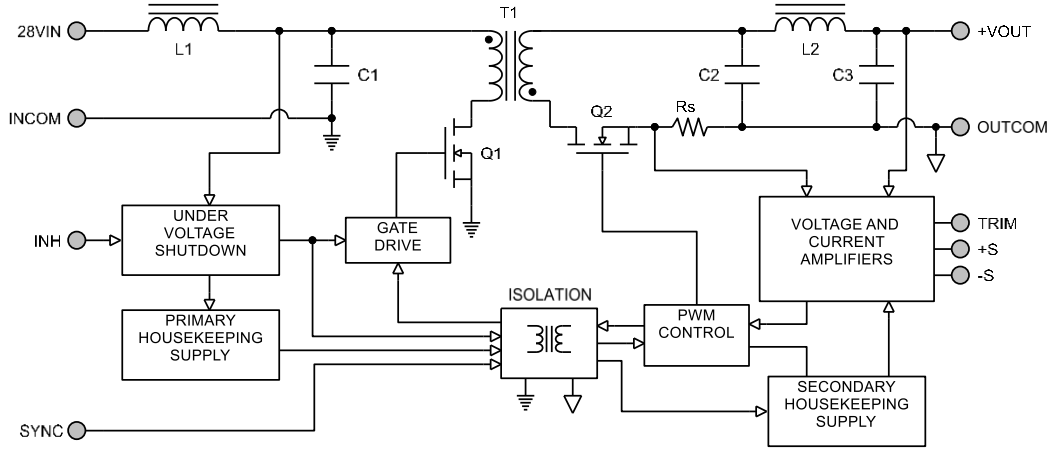 T1
28VIN
L1
C1
L2
C2
C3
+VOUT
INCOM
Q1
Q2
Rs
OUTCOM
INH
UNDER
VOLTAGE
SHUTDOWN
GATE
DRIVE
VOLTAGE AND
CURRENT
AMPLIFIERS
TRIM
+S
-S
ISOLATION
PRIMARY
HOUSEKEEPING
SUPPLY
PWM
CONTROL
SECONDARY
HOUSEKEEPING
SUPPLY
SYNC